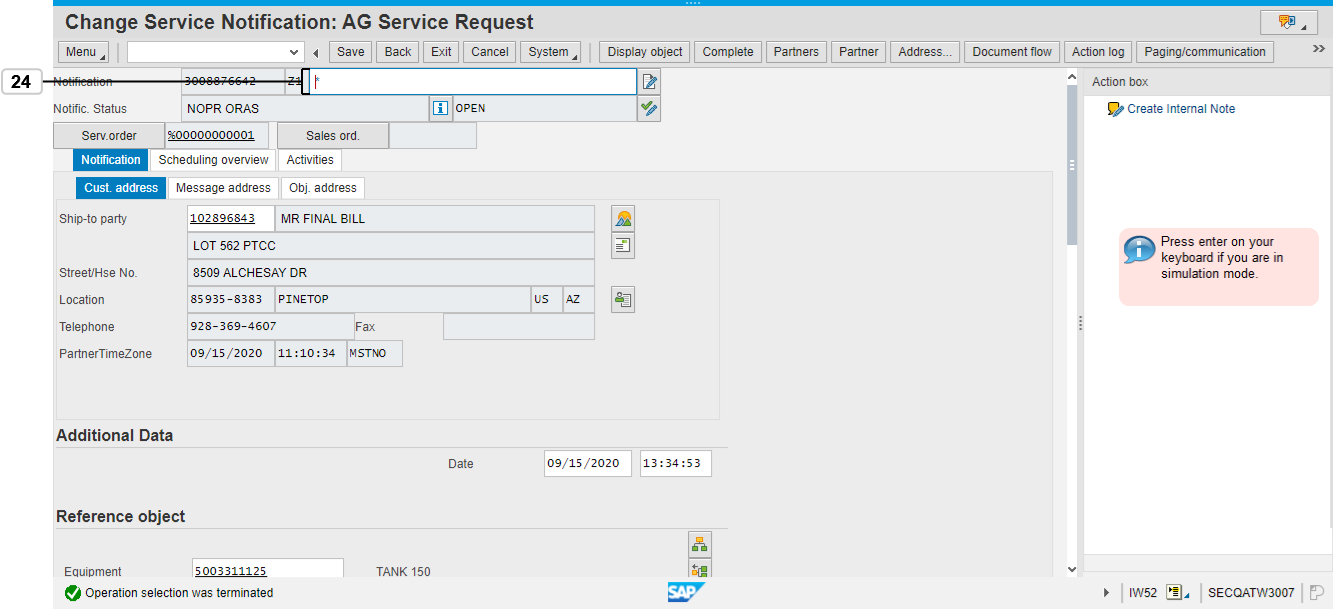 Change Service Notification: AG Service Request
Menu Save Back Exit Cancel System Display object Complete Partners Partner Address... Document flow Action log Paging/communication
24
Notification 3008876642 Z1 *
Action box
Notific. Status NOPR ORAS OPEN
Create Internal Note
Serv.order %00000000001 Sales ord.
Notification Scheduling overview Activities
Cust. address Message address Obj. address
Ship-to party 102896843 MR FINAL BILL
LOT 562 PTCC
Street/Hse No. 8509 ALCHESAY DR
Location 85935-8383 PINETOP US AZ
Telephone 928-369-4607 Fax
PartnerTimeZone 09/15/2020 11:10:34 MSTNO
Press enter on your
keyboard if you are in
simulation mode.
Additional Data
Date 09/15/2020 13:34:53
Reference object
Equipment 5003311125 TANK 150
Operation selection was terminated
SAP
IW52 SECQATW3007